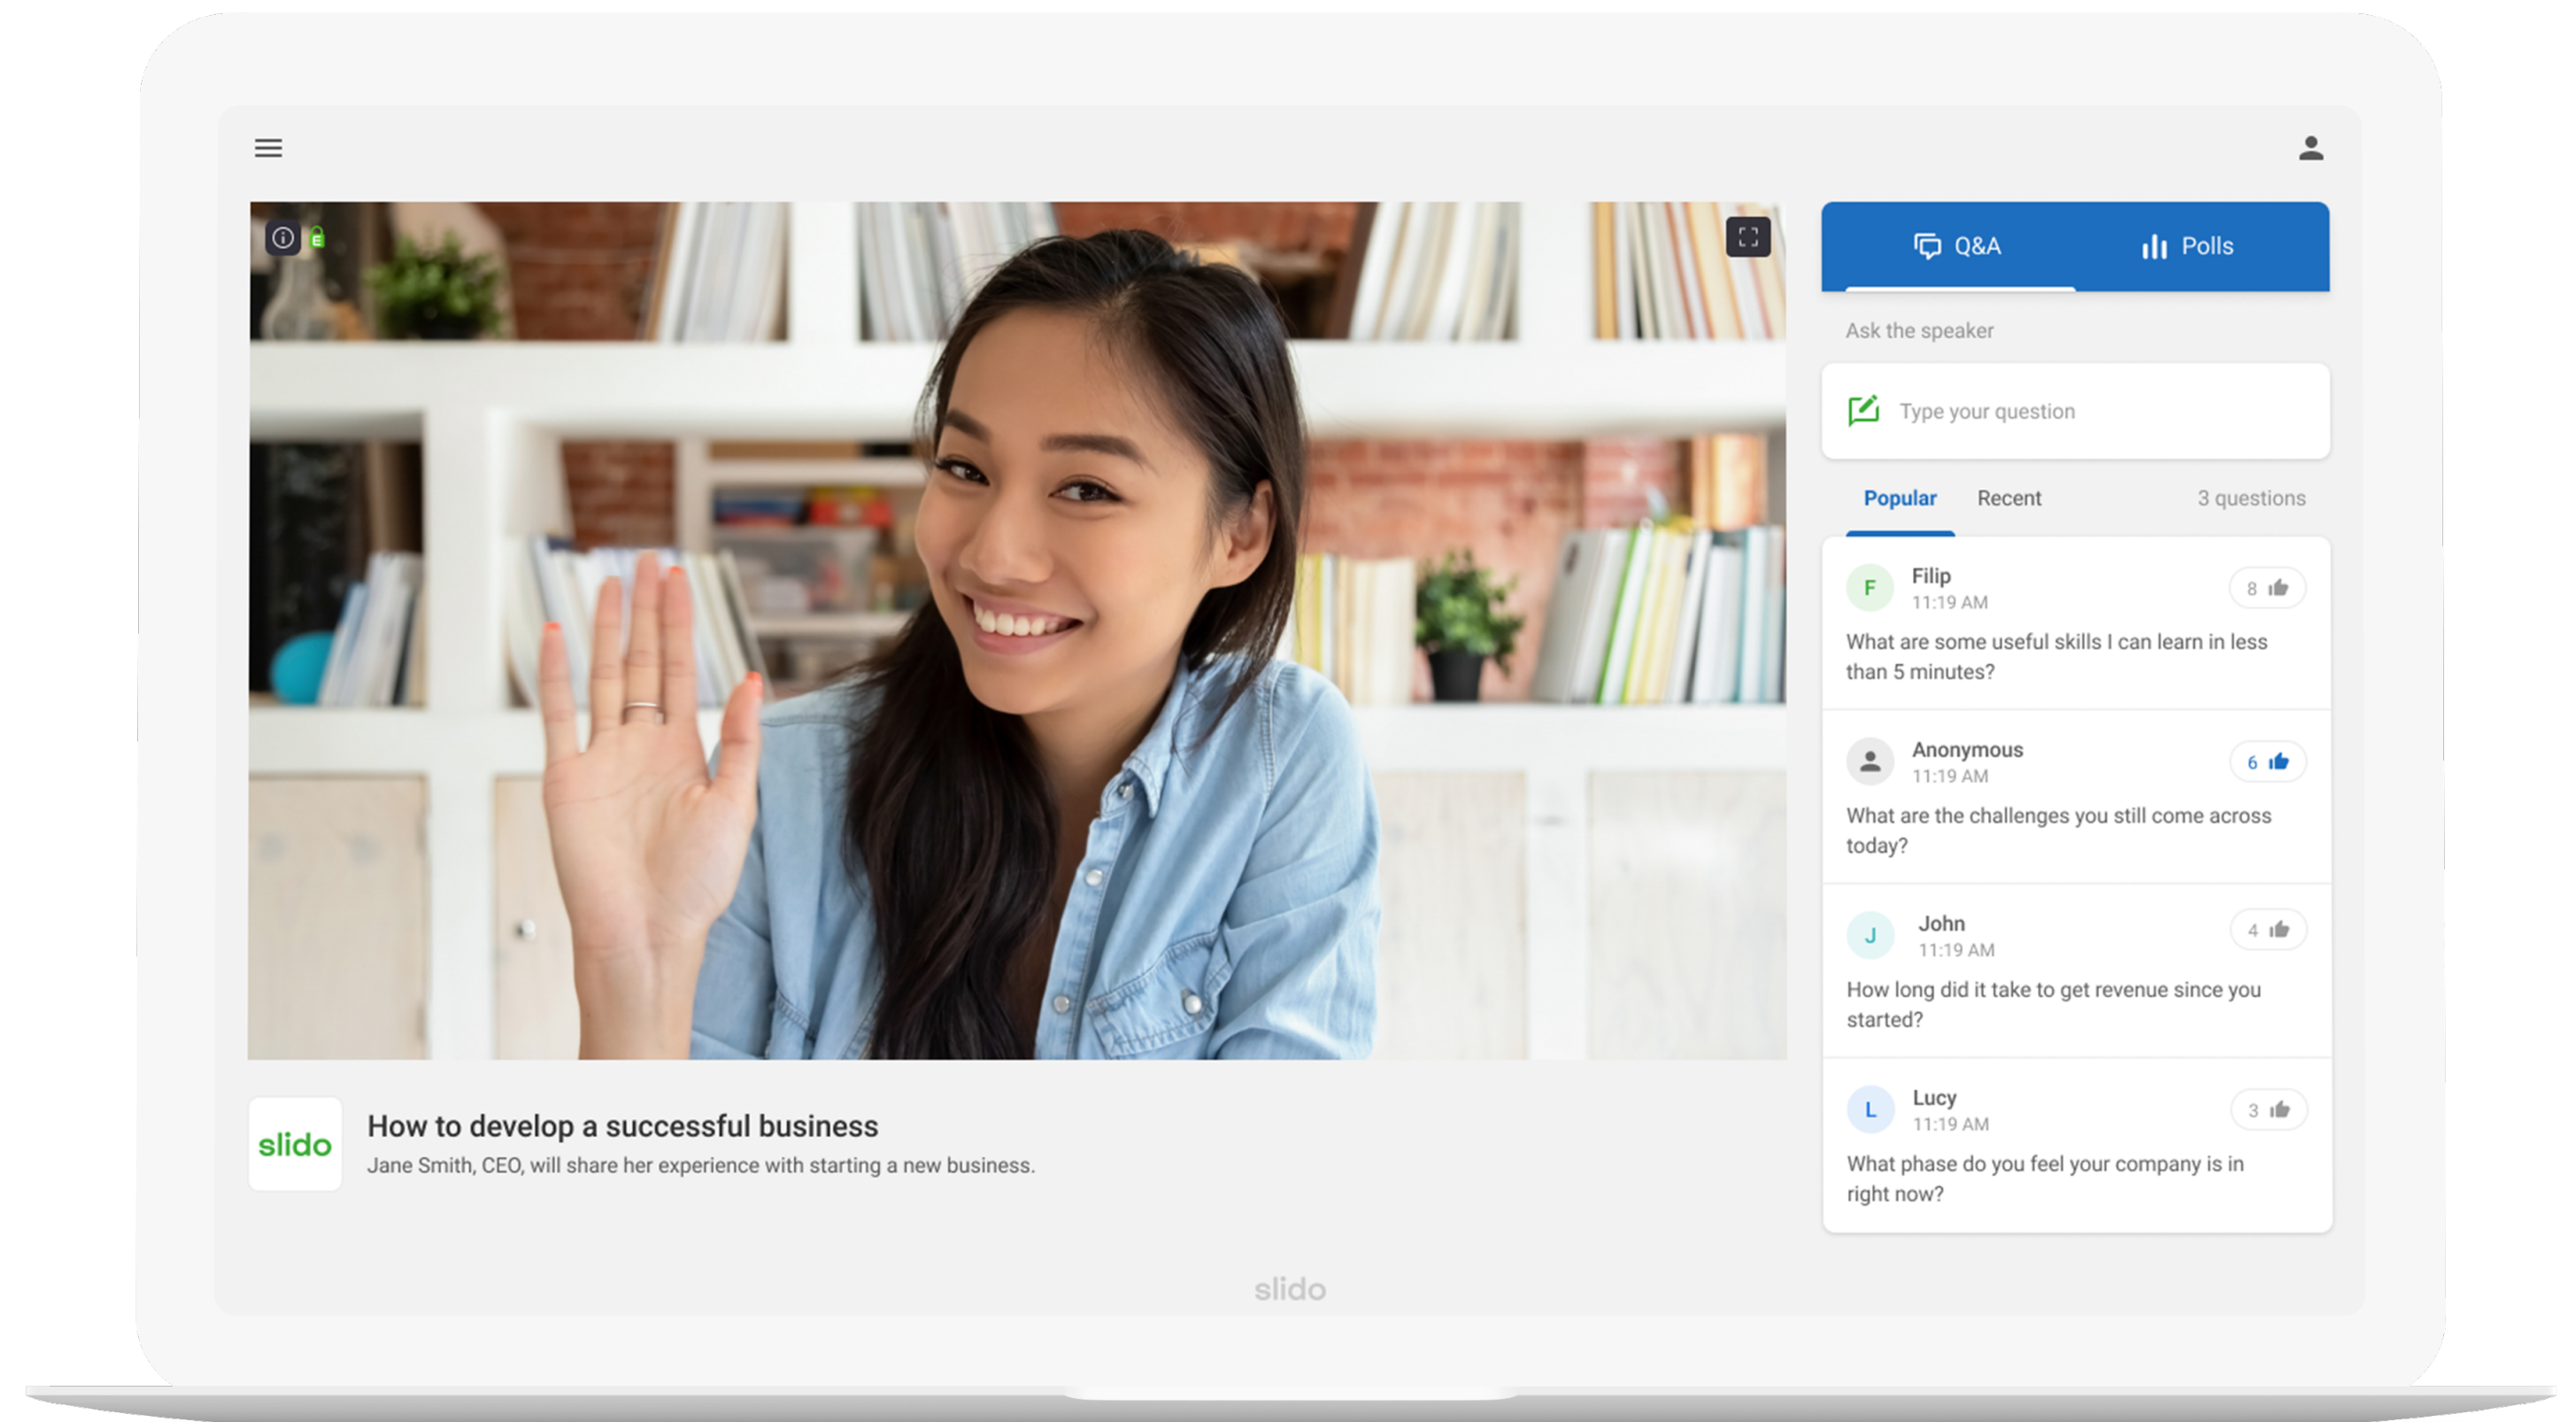 E
Q&A
Polls
Ask the speaker
Type your question
Popular
Recent
3 questions
F
Filip
11:19 AM
8
What are some useful skills I can learn in less
than 5 minutes?
Anonymous
11:19 AM
6
What are the challenges you still come across
today?
J
John
11:19 AM
4
How long did it take to get revenue since you
started?
L
Lucy
11:19 AM
3
What phase do you feel your company is in
right now?
slido
How to develop a successful business
Jane Smith, CEO, will share her experience with starting a new business.
slido